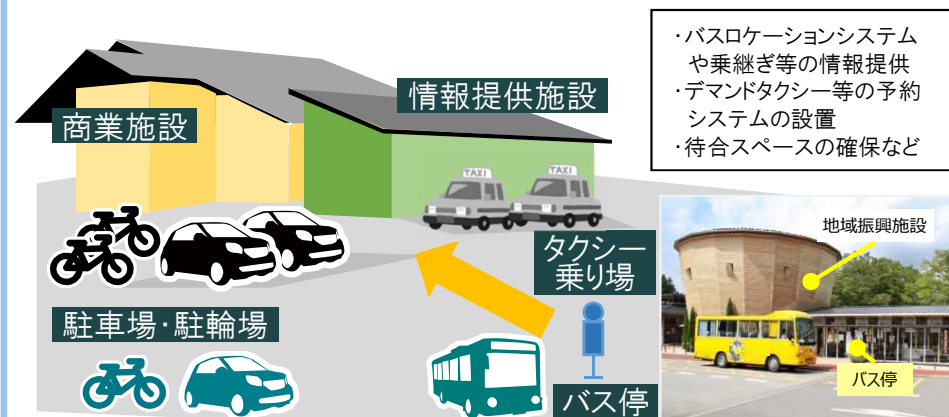 ・バスロケーションシステム
や乗継ぎ等の情報提供
・デマンドタクシー等の予約
システムの設置
・待合スペースの確保など
情報提供施設
商業施設
TAXI
TAXI
タクシー
乗り場
地域振興施設
駐車場・駐輪場
バス停
バス停